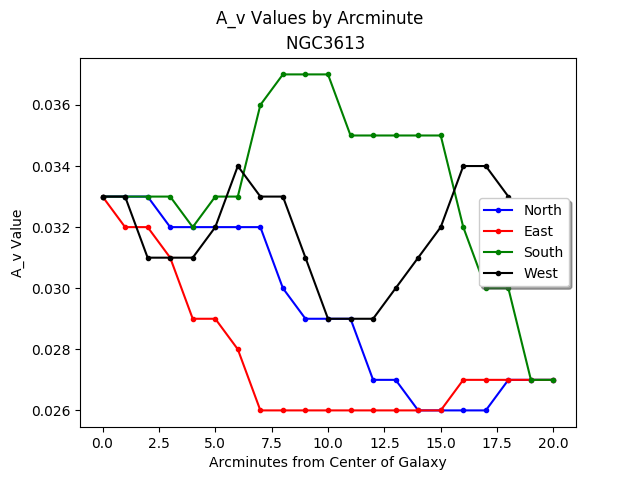 A_v Values by Arcminute
NGC3613
A_v Value
0.036
0.034
0.032
0.030
0.028
0.026
North
East
South
West
0.0 2.5 5.0 7.5 10.0 12.5 15.0 17.5 20.0
Arcminutes from Center of Galaxy